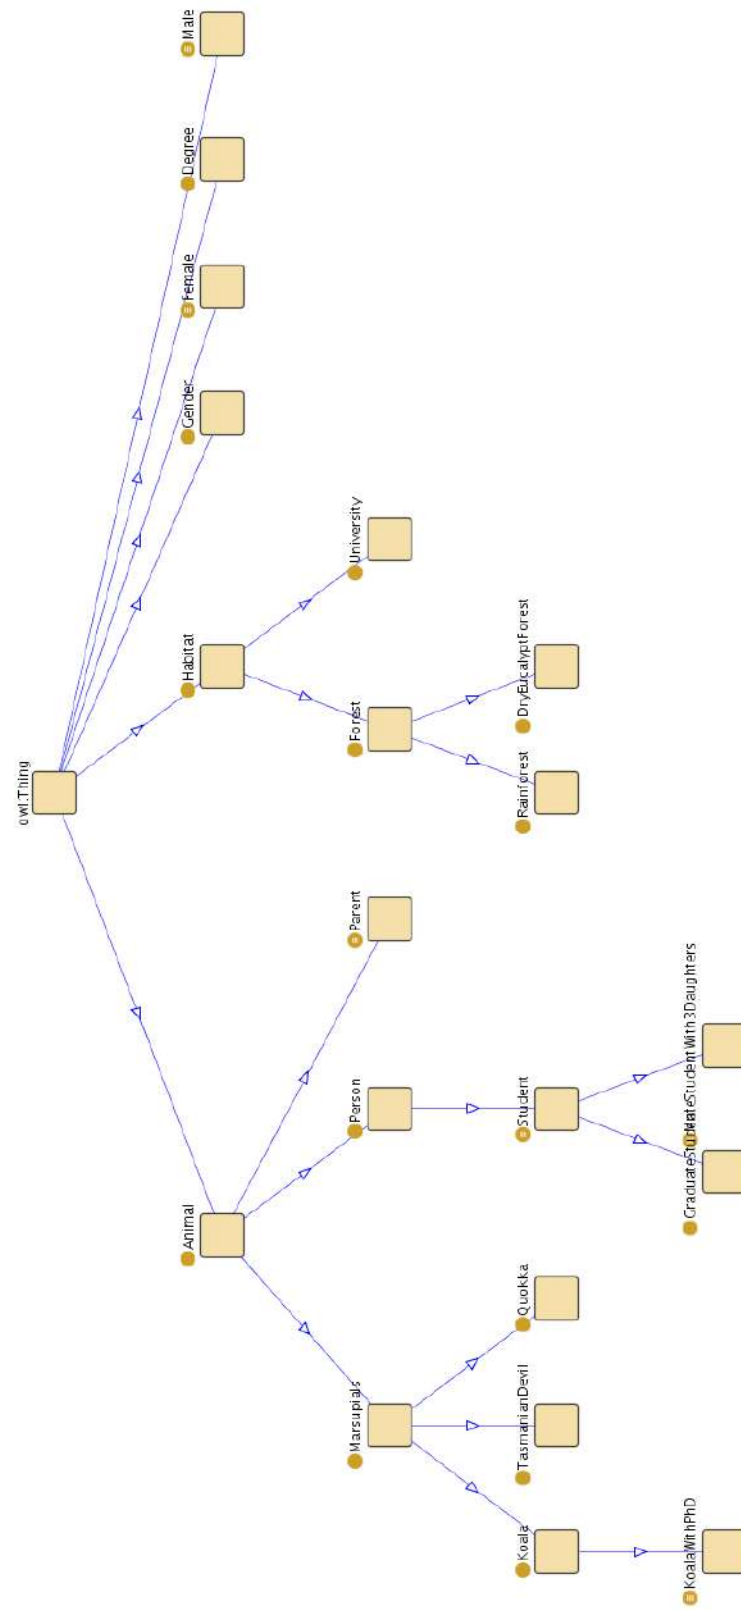 owl:Thing
Animal
Habitat
Gender
Female
Degree
Male
Marsupials
Person
Parent
Forest
University
Koala
TasmanianDevil
Quokka
Student
Rainforest
DryEucalyptForest
KoalaWithPhD
GraduateStudent
MaleStudentWith3Daughters